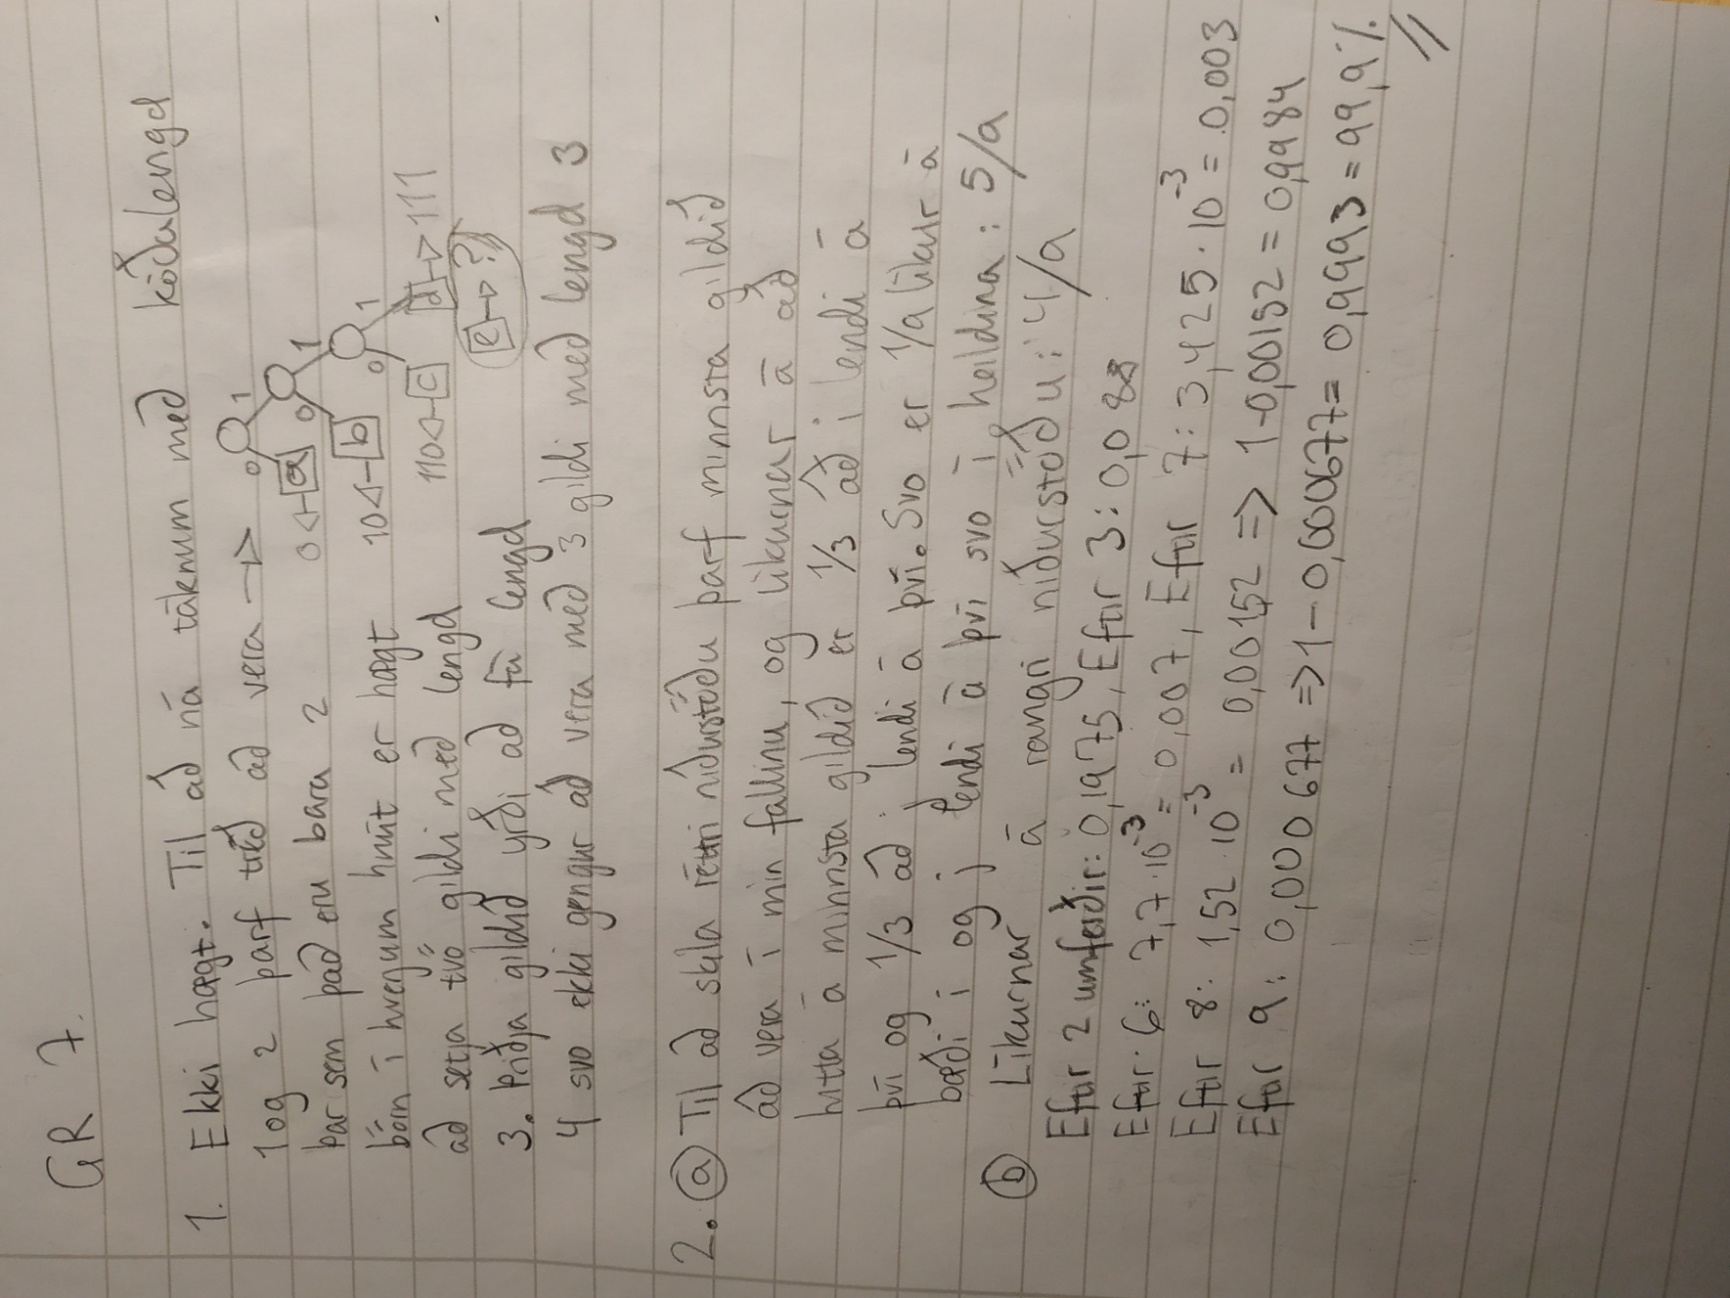 GR 7.
1. Ekki hægt. Til að ná táknum með kóðalengd
1 og 2 þarf tréð að vera →
þar sem það eru bara 2
börn í hverjum hnút er hægt
að setja tvö gildi með lengd
3. Þriðja gildið yrði að fá lengd
4 svo ekki gengur að vera með 3 gildi með lengd 3
0 1
0 ← a 0 1
10 ← b 0 1
110 ← c d → 111
e → ?
2. a Til að skila réttri niðurstöðu þarf minnsta gildið
að vera í min fallinu, og líkurnar á að
hitta á minnsta gildið er 1/3 að i lendi á
því og 1/3 að j lendi á því. Svo er 1/9 líkur á
bæði i og j lendi á því svo í heildina: 5/9
b Líkurnar á rangri niðurstöðu: 4/9
Eftir 2 umferðir: 0,1975, Eftir 3: 0,088
Eftir 6: 7,7·10⁻³ = 0,007, Eftir 7: 3,425·10⁻³ = 0,003
Eftir 8: 1,52·10⁻³ = 0,00152 => 1-0,00152 = 0,9984
Eftir 9: 0,000677 => 1-0,000677 = 0,9993 = 99,9%